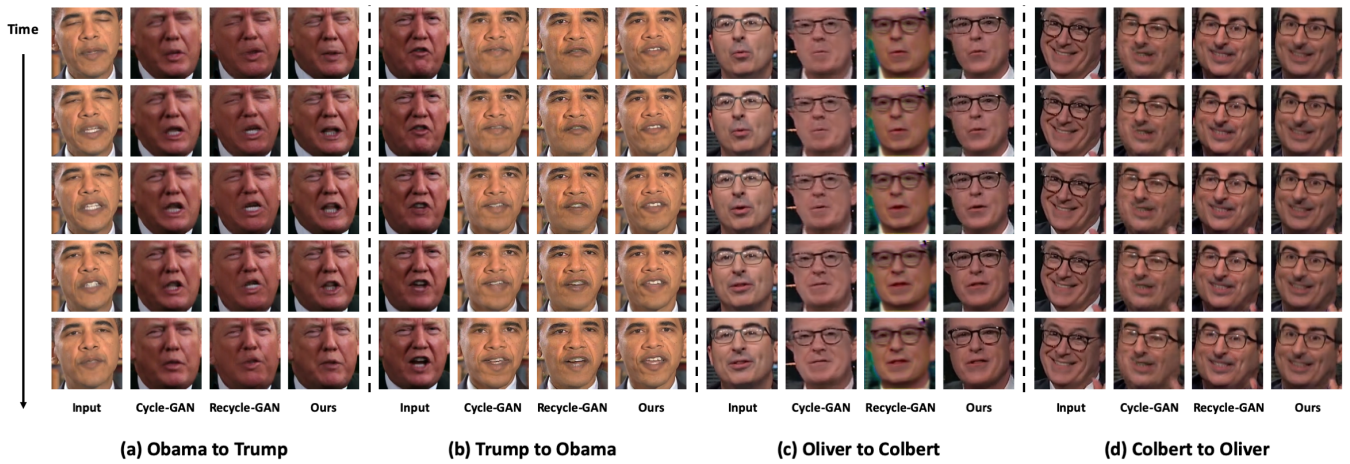 Time
Input Cycle-GAN Recycle-GAN Ours Input Cycle-GAN Recycle-GAN Ours Input Cycle-GAN Recycle-GAN Ours Input Cycle-GAN Recycle-GAN Ours
(a) Obama to Trump (b) Trump to Obama (c) Oliver to Colbert (d) Colbert to Oliver